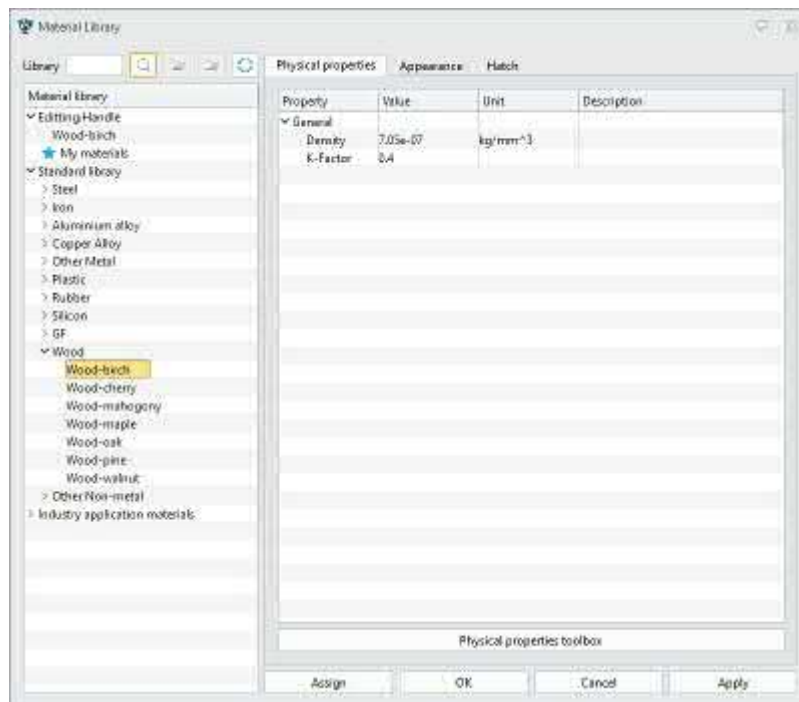 Material Library
Library
Physical properties Appearance Hatch
Material library
Editting-Handle
Wood-birch
My materials
Standard library
Steel
Iron
Aluminium alloy
Copper Alloy
Other Metal
Plastic
Rubber
Silicon
GF
Wood
Wood-birch
Wood-cherry
Wood-mahogony
Wood-maple
Wood-oak
Wood-pine
Wood-walnut
Other Non-metal
Industry application materials
Property Value Unit Description
General
Density 7.05e-07 kg/mm^3
K-Factor 0.4
Physical properties toolbox
Assign OK Cancel Apply